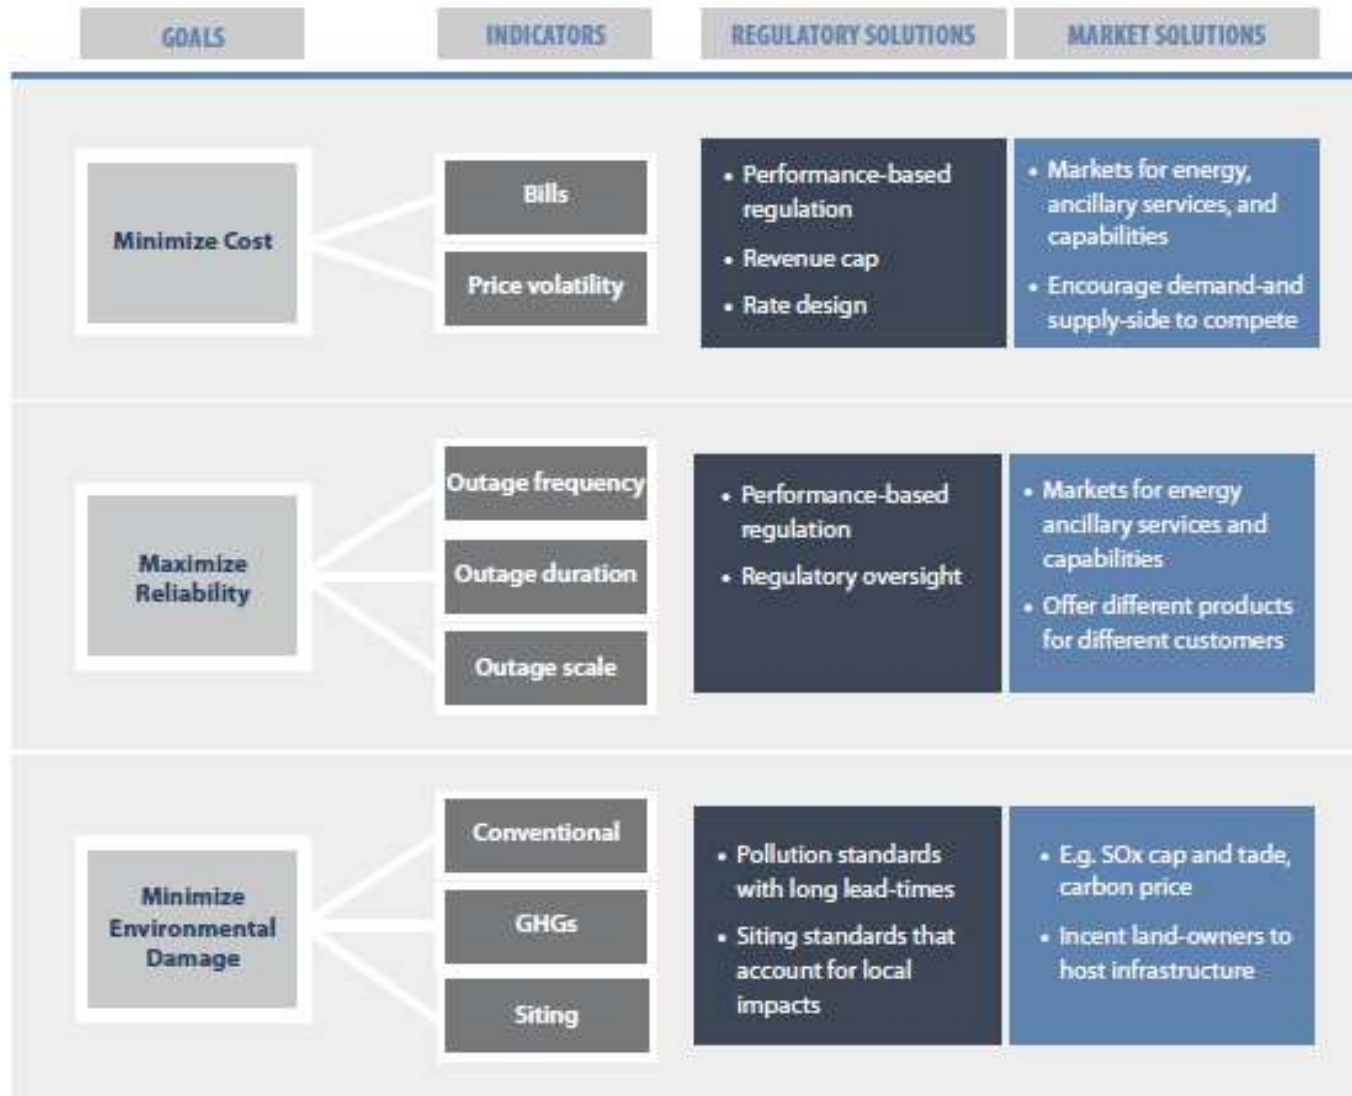 GOALS
INDICATORS
REGULATORY SOLUTIONS
MARKET SOLUTIONS
Minimize Cost
Bills
Price volatility
• Performance-based
regulation
• Revenue cap
• Rate design
• Markets for energy,
ancillary services, and
capabilities
• Encourage demand-and
supply-side to compete
Maximize
Reliability
Outage frequency
Outage duration
Outage scale
• Performance-based
regulation
• Regulatory oversight
• Markets for energy
ancillary services and
capabilities
• Offer different products
for different customers
Minimize
Environmental
Damage
Conventional
GHGs
Siting
• Pollution standards
with long lead-times
• Siting standards that
account for local
impacts
• E.g. SOx cap and tade,
carbon price
• Incent land-owners to
host infrastructure